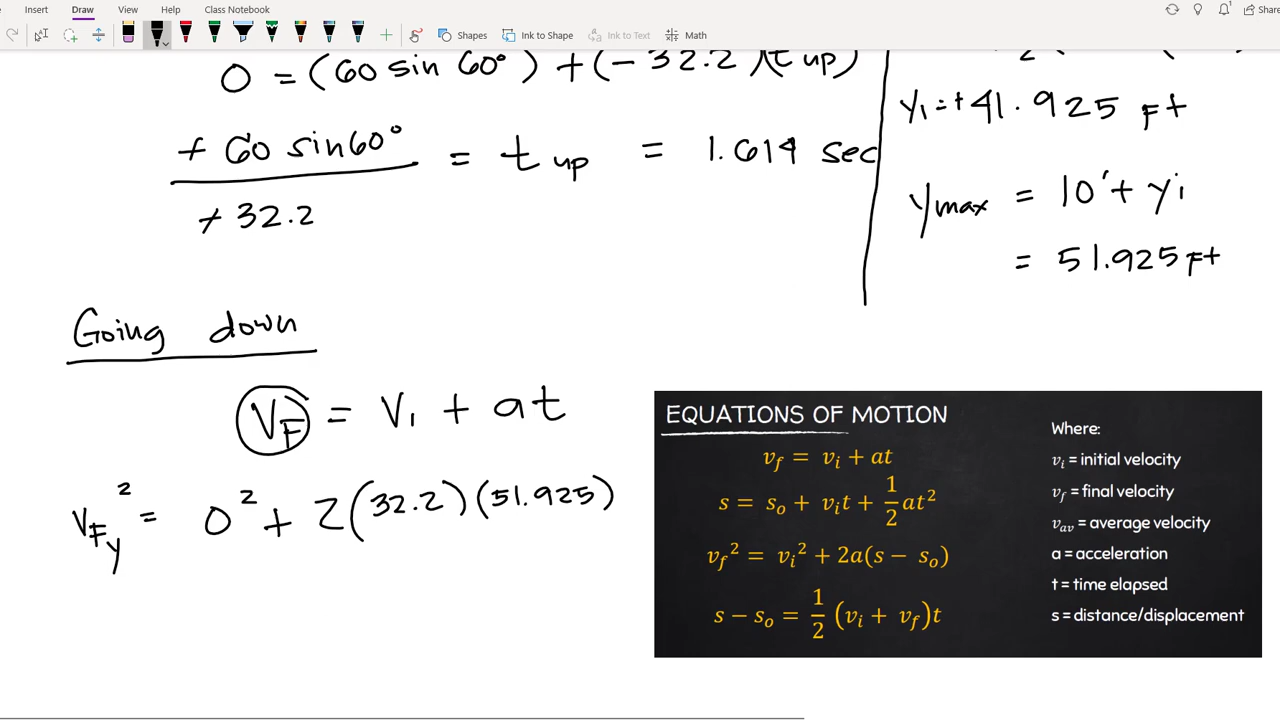 Insert Draw View Help Class Notebook
Shapes Ink to Shape Ink to Text Math Share
0 = (60 sin 60°) + (- 32.2)(t up)
+ 60 sin60° / + 32.2 = t up = 1.614 sec
y1 = +41.925 Ft
ymax = 10' + yi
= 51.925 Ft
Going down
VF = V1 + at
VFy² = 0² + 2(32.2)(51.925)
EQUATIONS OF MOTION
vf = vi + at
s = so + vit + 1/2 at²
vf² = vi² + 2a(s − so)
s − so = 1/2 (vi + vf)t
Where:
vi = initial velocity
vf = final velocity
vav = average velocity
a = acceleration
t = time elapsed
s = distance/displacement